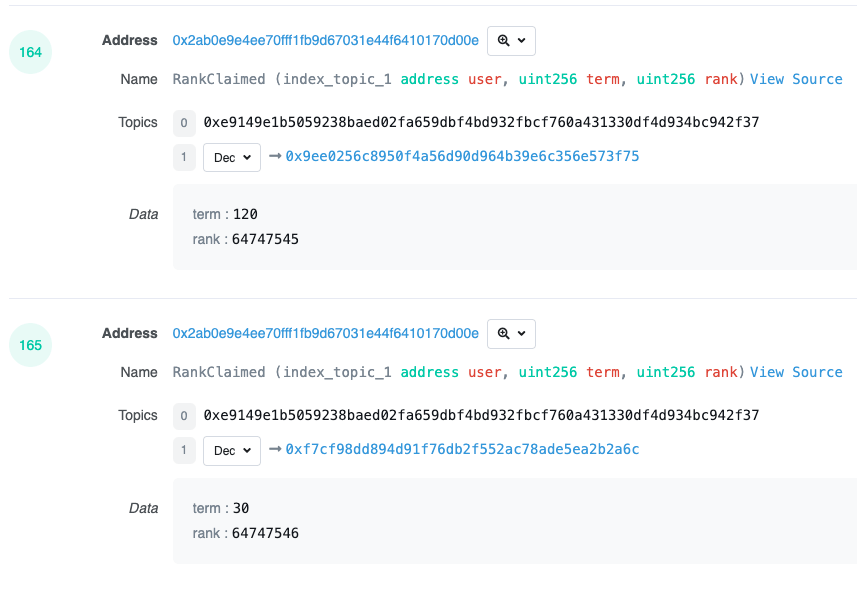 164
Address 0x2ab0e9e4ee70fff1fb9d67031e44f6410170d00e
Name RankClaimed (index_topic_1 address user, uint256 term, uint256 rank) View Source
Topics 0 0xe9149e1b5059238baed02fa659dbf4bd932fbcf760a431330df4d934bc942f37
1 Dec → 0x9ee0256c8950f4a56d90d964b39e6c356e573f75
Data term : 120
rank : 64747545
165
Address 0x2ab0e9e4ee70fff1fb9d67031e44f6410170d00e
Name RankClaimed (index_topic_1 address user, uint256 term, uint256 rank) View Source
Topics 0 0xe9149e1b5059238baed02fa659dbf4bd932fbcf760a431330df4d934bc942f37
1 Dec → 0xf7cf98dd894d91f76db2f552ac78ade5ea2b2a6c
Data term : 30
rank : 64747546